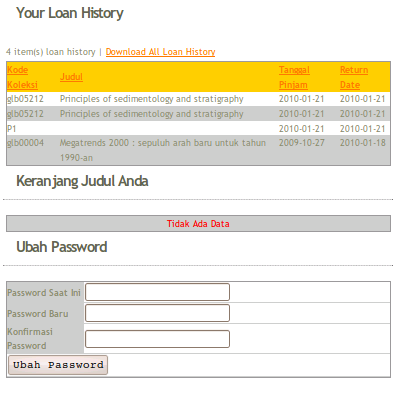 Your Loan History
4 item(s) loan history | Download All Loan History
Kode Koleksi Judul Tanggal Pinjam Return Date
glb05212 Principles of sedimentology and stratigraphy 2010-01-21 2010-01-21
glb05212 Principles of sedimentology and stratigraphy 2010-01-21 2010-01-21
P1 2010-01-21 2010-01-21
glb00004 Megatrends 2000 : sepuluh arah baru untuk tahun 2009-10-27 2010-01-18
1990-an
Keranjang Judul Anda
Tidak Ada Data
Ubah Password
Password Saat Ini
Password Baru
Konfirmasi
Password
Ubah Password